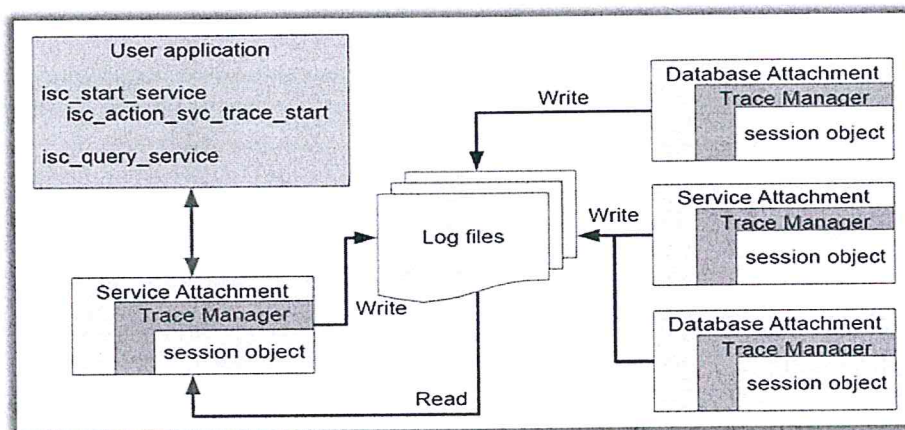 User application
isc_start_service
isc_action_svc_trace_start
isc_query_service
Service Attachment
Trace Manager
session object
Write
Read
Log files
Write
Write
Database Attachment
Trace Manager
session object
Service Attachment
Trace Manager
session object
Database Attachment
Trace Manager
session object